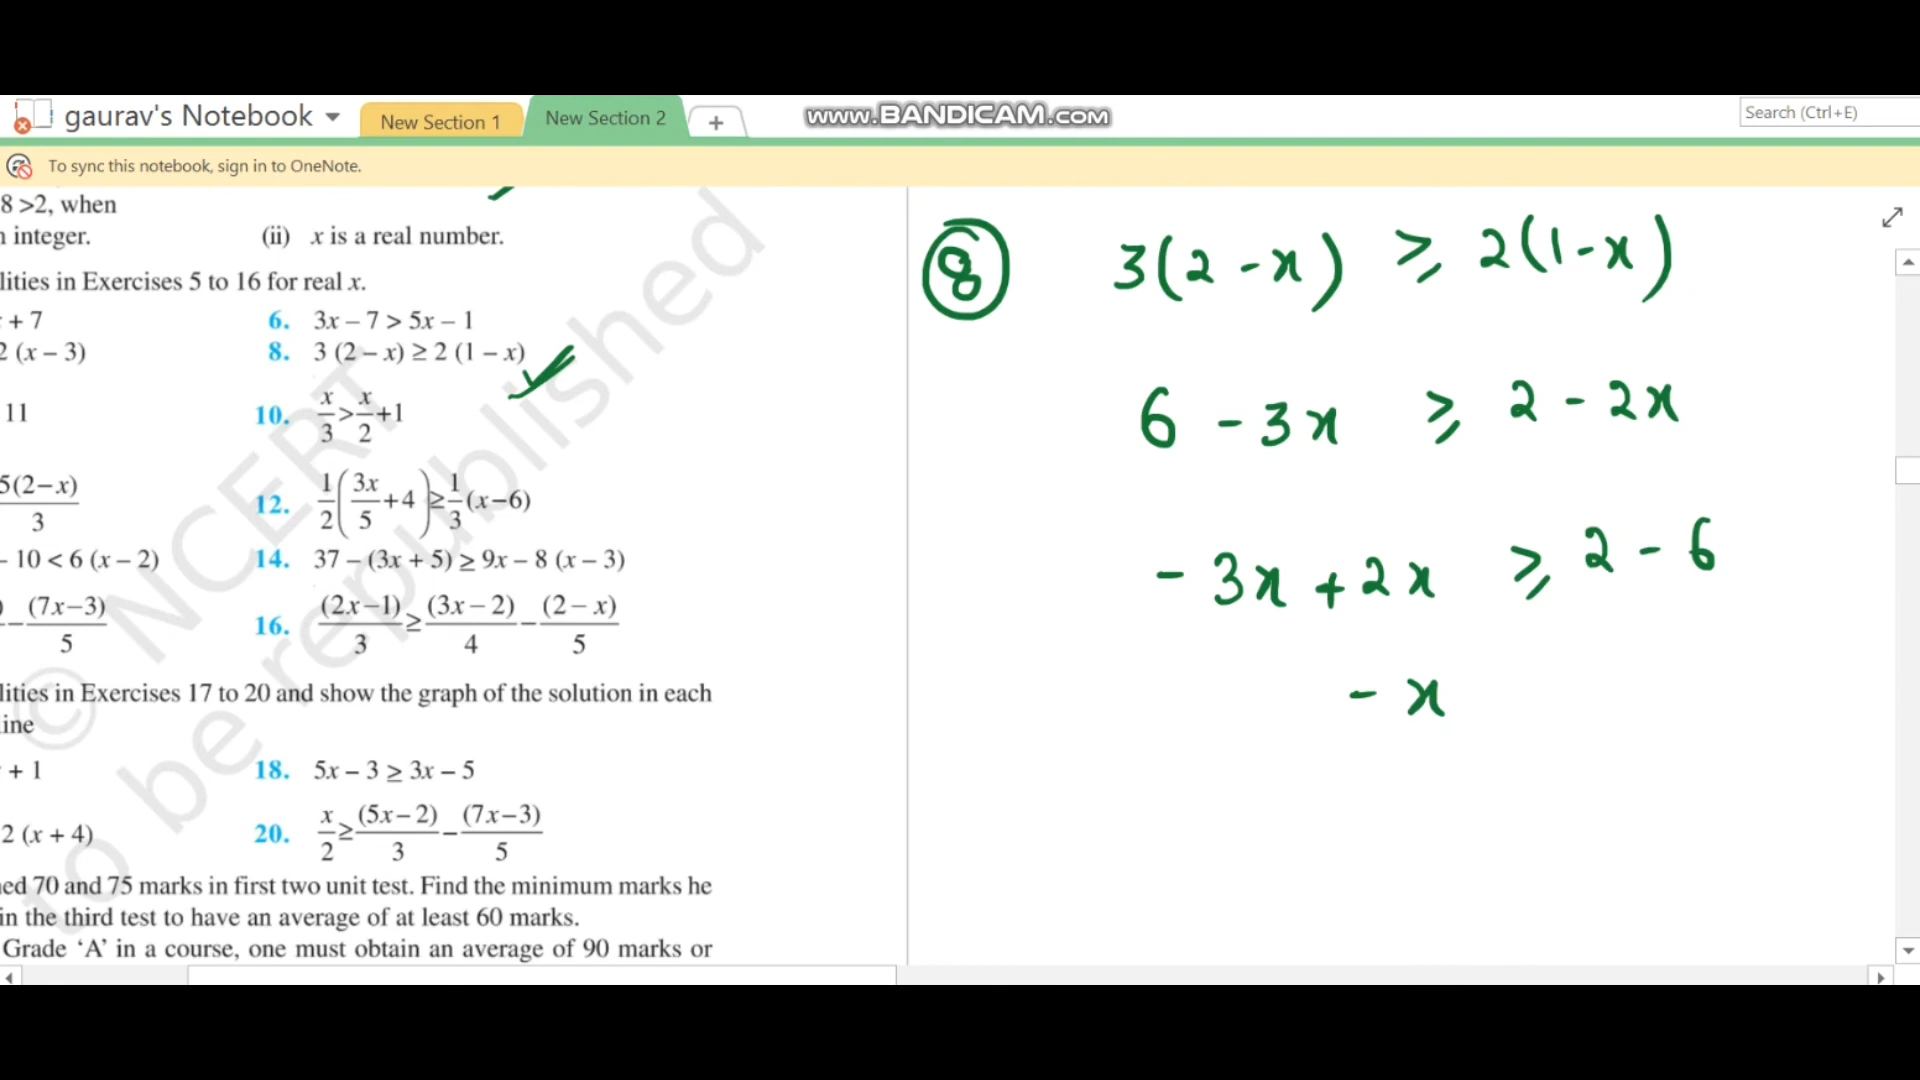 gaurav's Notebook
New Section 1
New Section 2
+
www.BANDICAM.com
Search (Ctrl+E)
To sync this notebook, sign in to OneNote.
8 >2, when
n integer.
(ii) x is a real number.
lities in Exercises 5 to 16 for real x.
+ 7
6. 3x – 7 > 5x – 1
2 (x – 3)
8. 3 (2 – x) ≥ 2 (1 – x)
11
10. x/3 > x/2 + 1
5(2–x)/3
12. 1/2(3x/5 + 4) ≥ 1/3 (x–6)
– 10 < 6 (x – 2)
14. 37 – (3x + 5) ≥ 9x – 8 (x – 3)
– (7x–3)/5
16. (2x–1)/3 ≥ (3x–2)/4 – (2–x)/5
lities in Exercises 17 to 20 and show the graph of the solution in each
ine
+ 1
18. 5x – 3 ≥ 3x – 5
2 (x + 4)
20. x/2 ≥ (5x–2)/3 – (7x–3)/5
ed 70 and 75 marks in first two unit test. Find the minimum marks he
in the third test to have an average of at least 60 marks.
Grade ‘A’ in a course, one must obtain an average of 90 marks or
© NCERT
to be republished
8
3(2 - x) ≥ 2(1 - x)
6 - 3x ≥ 2 - 2x
- 3x + 2x ≥ 2 - 6
- x